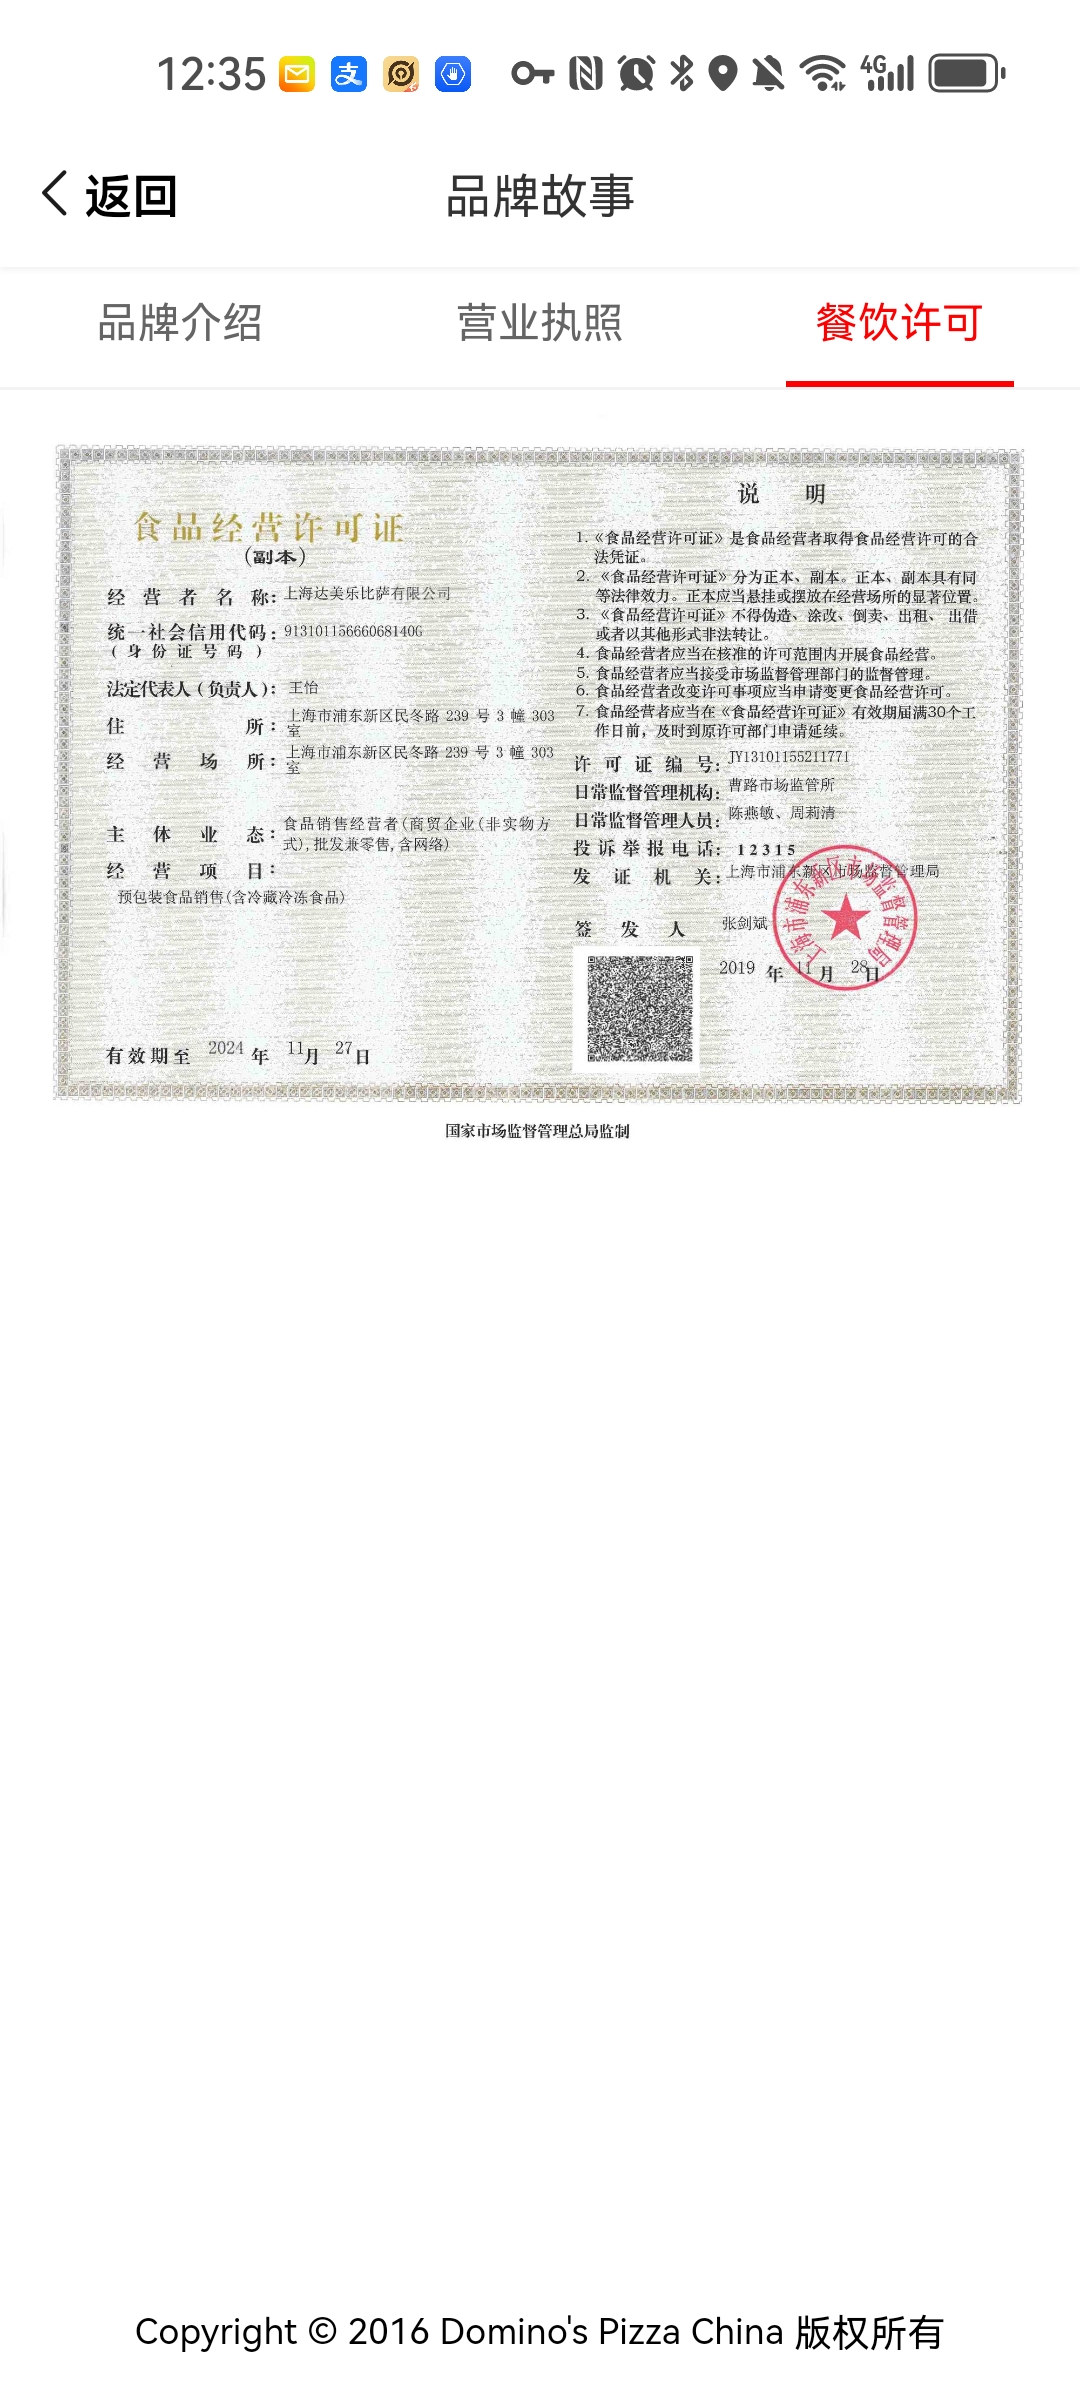 12:35
4G
返回
品牌故事
品牌介绍
营业执照
餐饮许可
食品经营许可证
(副本)
经营者名称：上海达美乐比萨有限公司
统一社会信用代码：91310115666068140G
(身份证号码)
法定代表人(负责人)：王怡
住所：上海市浦东新区民冬路 239 号 3 幢 303
室
经营场所：上海市浦东新区民冬路 239 号 3 幢 303
室
主体业态：食品销售经营者(商贸企业(非实物方
式),批发兼零售,含网络)
经营项目：
预包装食品销售(含冷藏冷冻食品)
有效期至 2024 年 11月 27日
说明
1.《食品经营许可证》是食品经营者取得食品经营许可的合
法凭证。
2.《食品经营许可证》分为正本、副本。正本、副本具有同
等法律效力。正本应当悬挂或摆放在经营场所的显著位置。
3.《食品经营许可证》不得伪造、涂改、倒卖、出租、出借
或者以其他形式非法转让。
4. 食品经营者应当在核准的许可范围内开展食品经营。
5. 食品经营者应当接受市场监督管理部门的监督管理。
6. 食品经营者改变许可事项应当申请变更食品经营许可。
7. 食品经营者应当在《食品经营许可证》有效期届满30个工
作日前，及时到原许可部门申请延续。
许可证编号：JY13101155211771
日常监督管理机构：曹路市场监管所
日常监督管理人员：陈燕敏、周莉清
投诉举报电话：12315
发证机关：上海市浦东新区市场监督管理局
签发人 张剑斌
上海市浦东新区市场监督管理局
2019 年 11 月 28日
国家市场监督管理总局监制
Copyright © 2016 Domino's Pizza China 版权所有